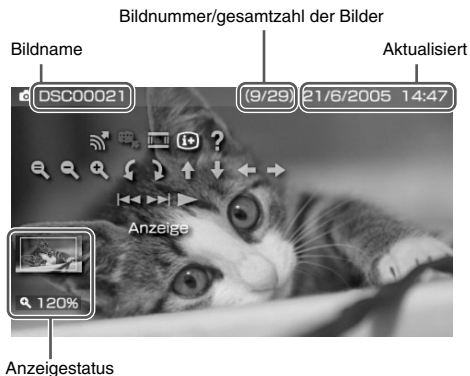 Bildnummer/gesamtzahl der Bilder
Bildname
Aktualisiert
DSC00021 (9/29) 21/6/2005 14:47
Anzeige
120%
Anzeigestatus